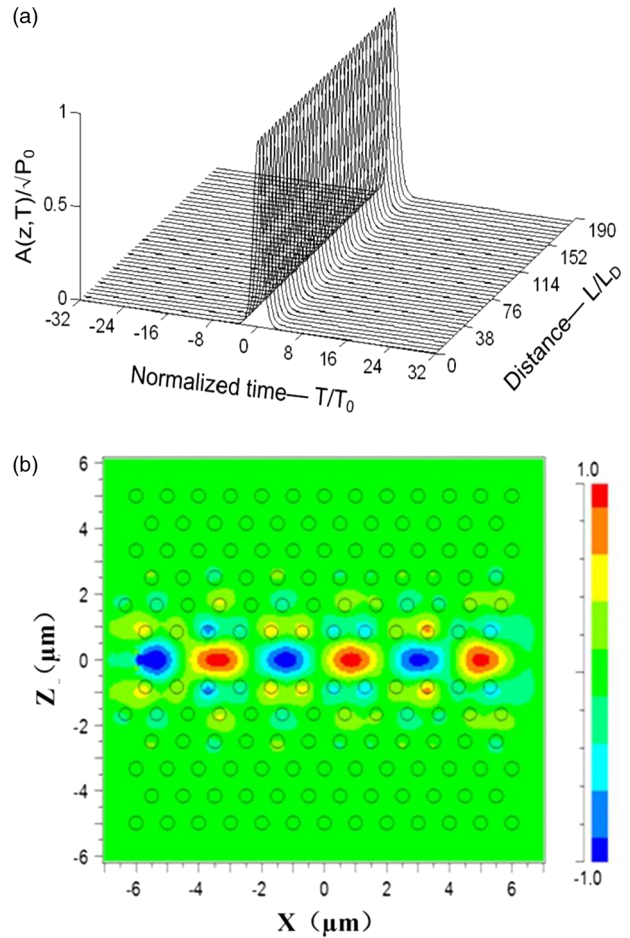 (a)
A(z,T)/√P0
1
0.5
0
-32 -24 -16 -8 0 8 16 24 32
Normalized time— T/T0
0 38 76 114 152 190
Distance— L/LD
(b)
6
4
2
0
-2
-4
-6
Z (μm)
-6 -4 -2 0 2 4 6
X (μm)
1.0
-1.0